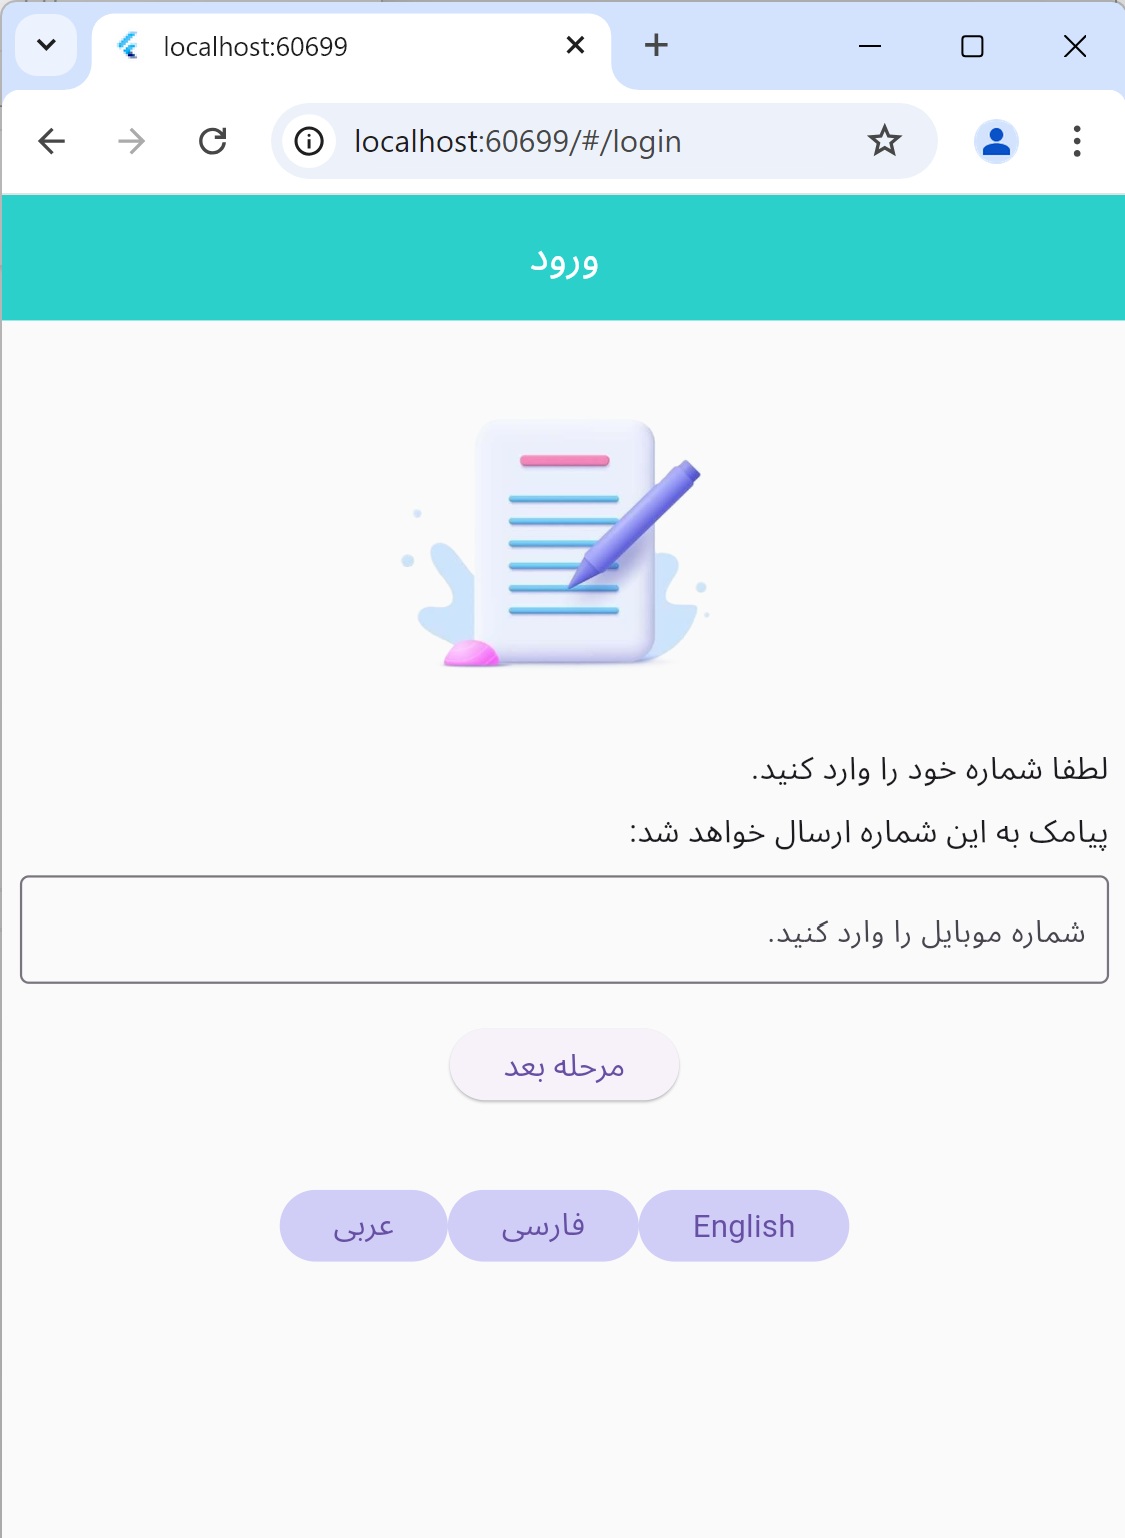 localhost:60699
localhost:60699/#/login
ورود
لطفا شماره خود را وارد کنید.
پیامک به این شماره ارسال خواهد شد:
شماره موبایل را وارد کنید.
مرحله بعد
English
فارسی
عربی